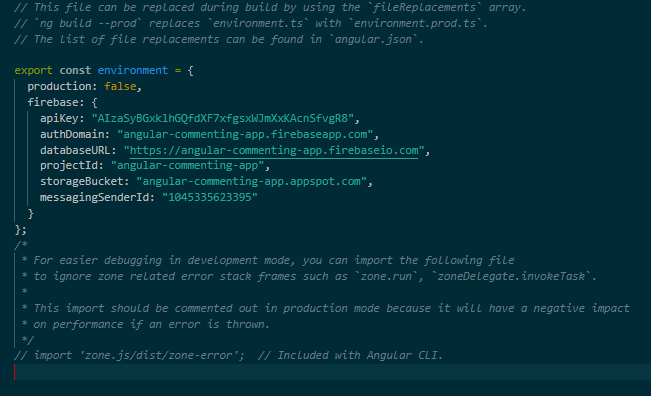 // This file can be replaced during build by using the `fileReplacements` array.
// `ng build --prod` replaces `environment.ts` with `environment.prod.ts`.
// The list of file replacements can be found in `angular.json`.
export const environment = {
production: false,
firebase: {
apiKey: "AIzaSyBGxklhGQfdXF7xfgsxWJmXxKAcnSfvgR8",
authDomain: "angular-commenting-app.firebaseapp.com",
databaseURL: "https://angular-commenting-app.firebaseio.com",
projectId: "angular-commenting-app",
storageBucket: "angular-commenting-app.appspot.com",
messagingSenderId: "1045335623395"
}
};
/*
* For easier debugging in development mode, you can import the following file
* to ignore zone related error stack frames such as `zone.run`, `zoneDelegate.invokeTask`.
*
* This import should be commented out in production mode because it will have a negative impact
* on performance if an error is thrown.
*/
// import 'zone.js/dist/zone-error';  // Included with Angular CLI.